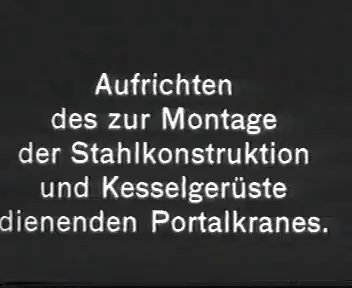 Aufrichten
des zur Montage
der Stahlkonstruktion
und Kesselgerüste
dienenden Portalkranes.